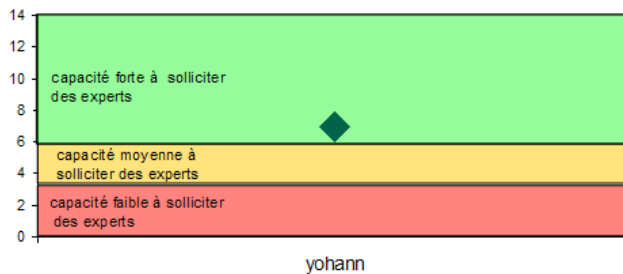 14
12
10
8
6
4
2
0
capacité forte à solliciter
des experts
capacité moyenne à
solliciter des experts
capacité faible à solliciter
des experts
yohann